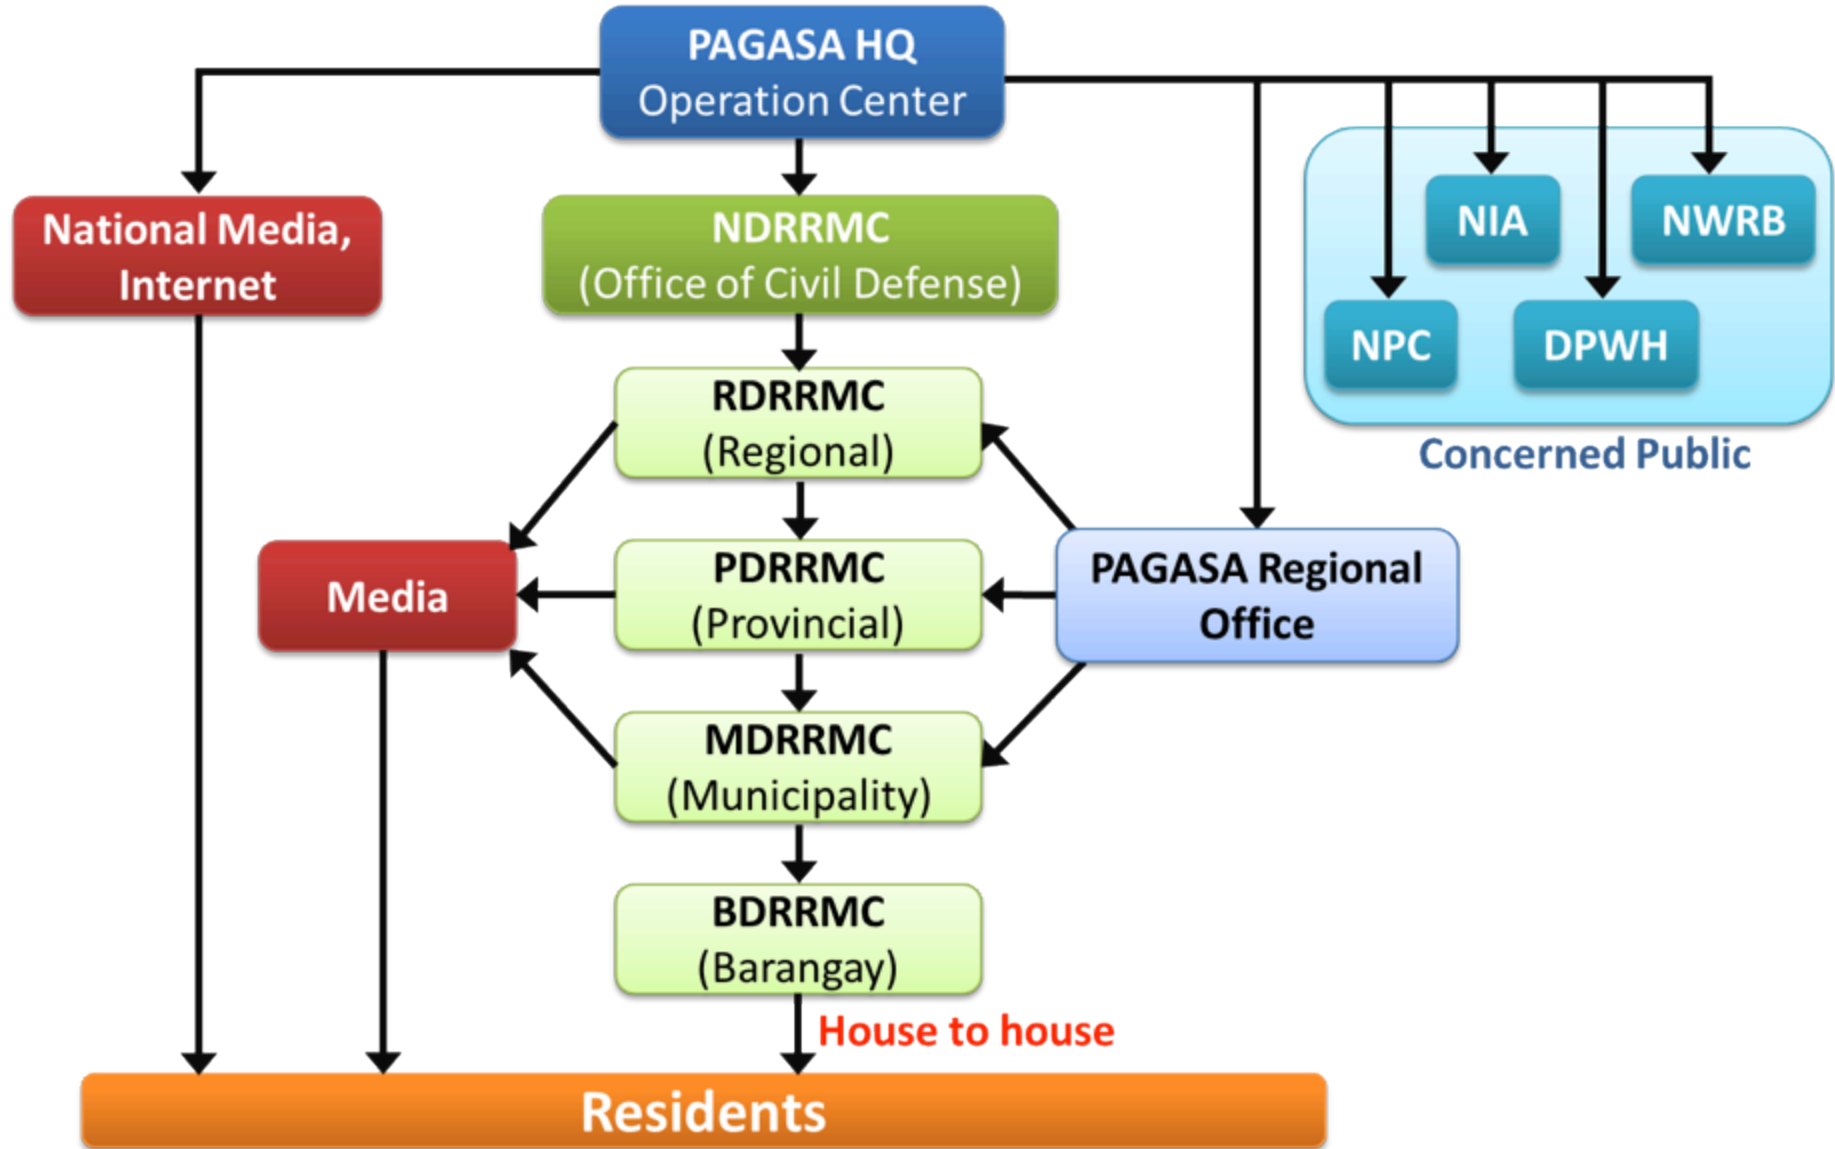 PAGASA HQ
Operation Center
National Media,
Internet
NDRRMC
(Office of Civil Defense)
NIA
NWRB
NPC
DPWH
Concerned Public
RDRRMC
(Regional)
Media
PDRRMC
(Provincial)
PAGASA Regional
Office
MDRRMC
(Municipality)
BDRRMC
(Barangay)
House to house
Residents